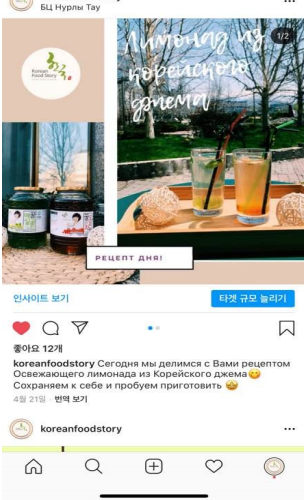 БЦ Нурлы Тау
1/2
Лимонад из
корейского
джема
Korean
Food Story
РЕЦЕПТ ДНЯ!
인사이트 보기
타겟 규모 늘리기
좋아요 12개
koreanfoodstory Сегодня мы делимся с Вами рецептом
Освежающего лимонада из Корейского джема😋
Сохраняем к себе и пробуем приготовить 🤩
4월 21일 · 번역 보기
koreanfoodstory